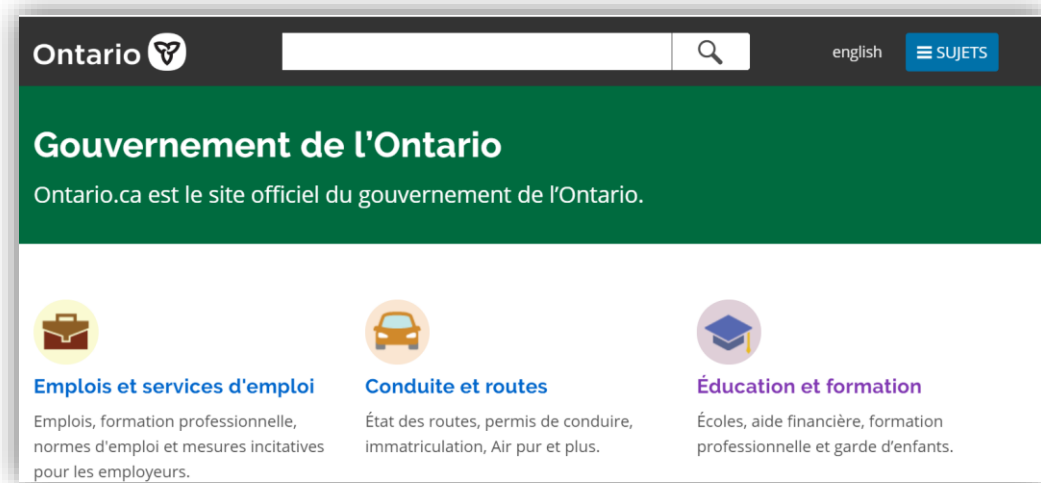 Ontario
english
SUJETS
Gouvernement de l'Ontario
Ontario.ca est le site officiel du gouvernement de l'Ontario.
Emplois et services d'emploi
Emplois, formation professionnelle,
normes d'emploi et mesures incitatives
pour les employeurs.
Conduite et routes
État des routes, permis de conduire,
immatriculation, Air pur et plus.
Éducation et formation
Écoles, aide financière, formation
professionnelle et garde d'enfants.